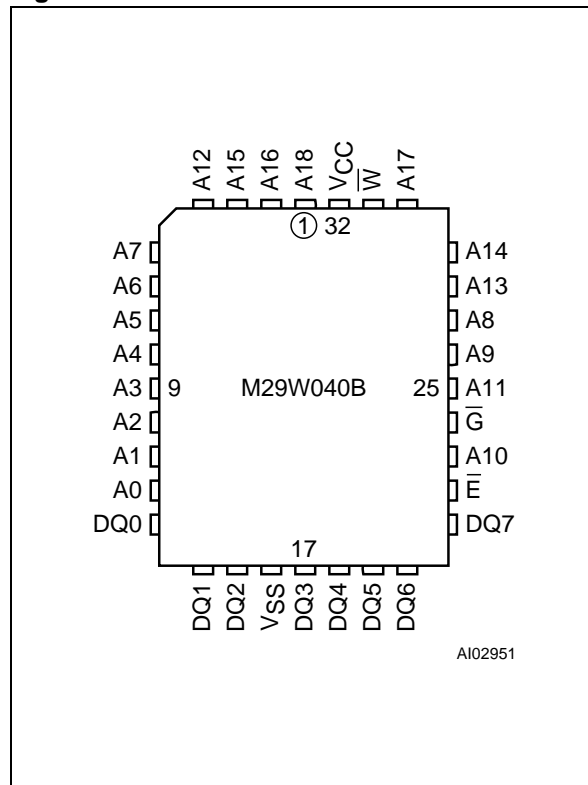 A12 A15 A16 A18 VCC W̅ A17
① 32
A7 A14
A6 A13
A5 A8
A4 A9
A3 9 M29W040B 25 A11
A2 G̅
A1 A10
A0 E̅
DQ0 DQ7
17
DQ1 DQ2 VSS DQ3 DQ4 DQ5 DQ6
AI02951